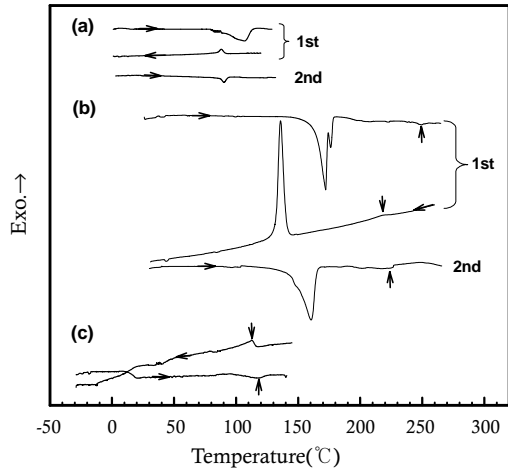 (a)
1st
2nd
(b)
1st
2nd
(c)
Exo.→
-50 0 50 100 150 200 250 300
Temperature(℃)